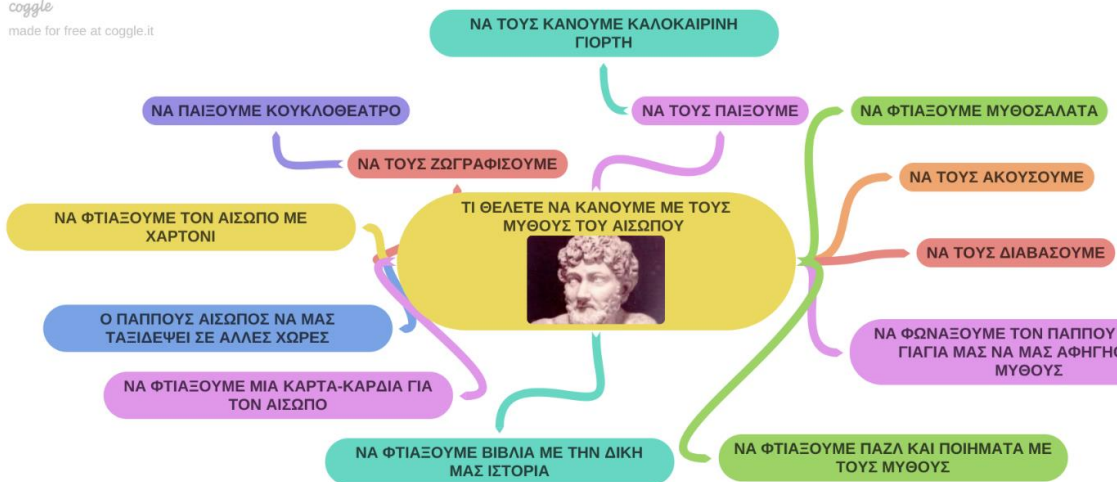 coggle
made for free at coggle.it
ΝΑ ΤΟΥΣ ΚΑΝΟΥΜΕ ΚΑΛΟΚΑΙΡΙΝΗ
ΓΙΟΡΤΗ
ΝΑ ΠΑΙΞΟΥΜΕ ΚΟΥΚΛΟΘΕΑΤΡΟ
ΝΑ ΤΟΥΣ ΠΑΙΞΟΥΜΕ
ΝΑ ΦΤΙΑΞΟΥΜΕ ΜΥΘΟΣΑΛΑΤΑ
ΝΑ ΤΟΥΣ ΖΩΓΡΑΦΙΣΟΥΜΕ
ΝΑ ΤΟΥΣ ΑΚΟΥΣΟΥΜΕ
ΤΙ ΘΕΛΕΤΕ ΝΑ ΚΑΝΟΥΜΕ ΜΕ ΤΟΥΣ
ΜΥΘΟΥΣ ΤΟΥ ΑΙΣΩΠΟΥ
ΝΑ ΦΤΙΑΞΟΥΜΕ ΤΟΝ ΑΙΣΩΠΟ ΜΕ
ΧΑΡΤΟΝΙ
ΝΑ ΤΟΥΣ ΔΙΑΒΑΣΟΥΜΕ
Ο ΠΑΠΠΟΥΣ ΑΙΣΩΠΟΣ ΝΑ ΜΑΣ
ΤΑΞΙΔΕΨΕΙ ΣΕ ΑΛΛΕΣ ΧΩΡΕΣ
ΝΑ ΦΩΝΑΞΟΥΜΕ ΤΟΝ ΠΑΠΠΟΥ
ΓΙΑΓΙΑ ΜΑΣ ΝΑ ΜΑΣ
ΜΥΘΟΥΣ
ΝΑ ΦΤΙΑΞΟΥΜΕ ΜΙΑ ΚΑΡΤΑ-ΚΑΡΔΙΑ ΓΙΑ
ΤΟΝ ΑΙΣΩΠΟ
ΝΑ ΦΤΙΑΞΟΥΜΕ ΒΙΒΛΙΑ ΜΕ ΤΗΝ ΔΙΚΗ
ΜΑΣ ΙΣΤΟΡΙΑ
ΝΑ ΦΤΙΑΞΟΥΜΕ ΠΑΖΛ ΚΑΙ ΠΟΙΗΜΑΤΑ ΜΕ
ΤΟΥΣ ΜΥΘΟΥΣ